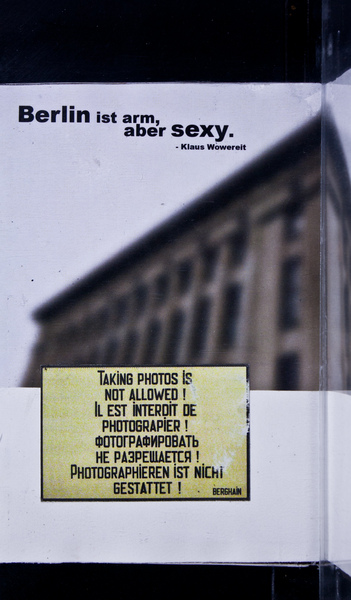 Berlin ist arm,
aber sexy.
- Klaus Wowereit
TAKING PHOTOS IS
NOT ALLOWED !
IL EST INTERDIT DE
PHOTOGRAPIER !
ФОТОГРАФИРОВАТЬ
НЕ РАЗРЕШАЕТСЯ !
PHOTOGRAPHIEREN IST NICHT
GESTATTET !
BERGHAIN